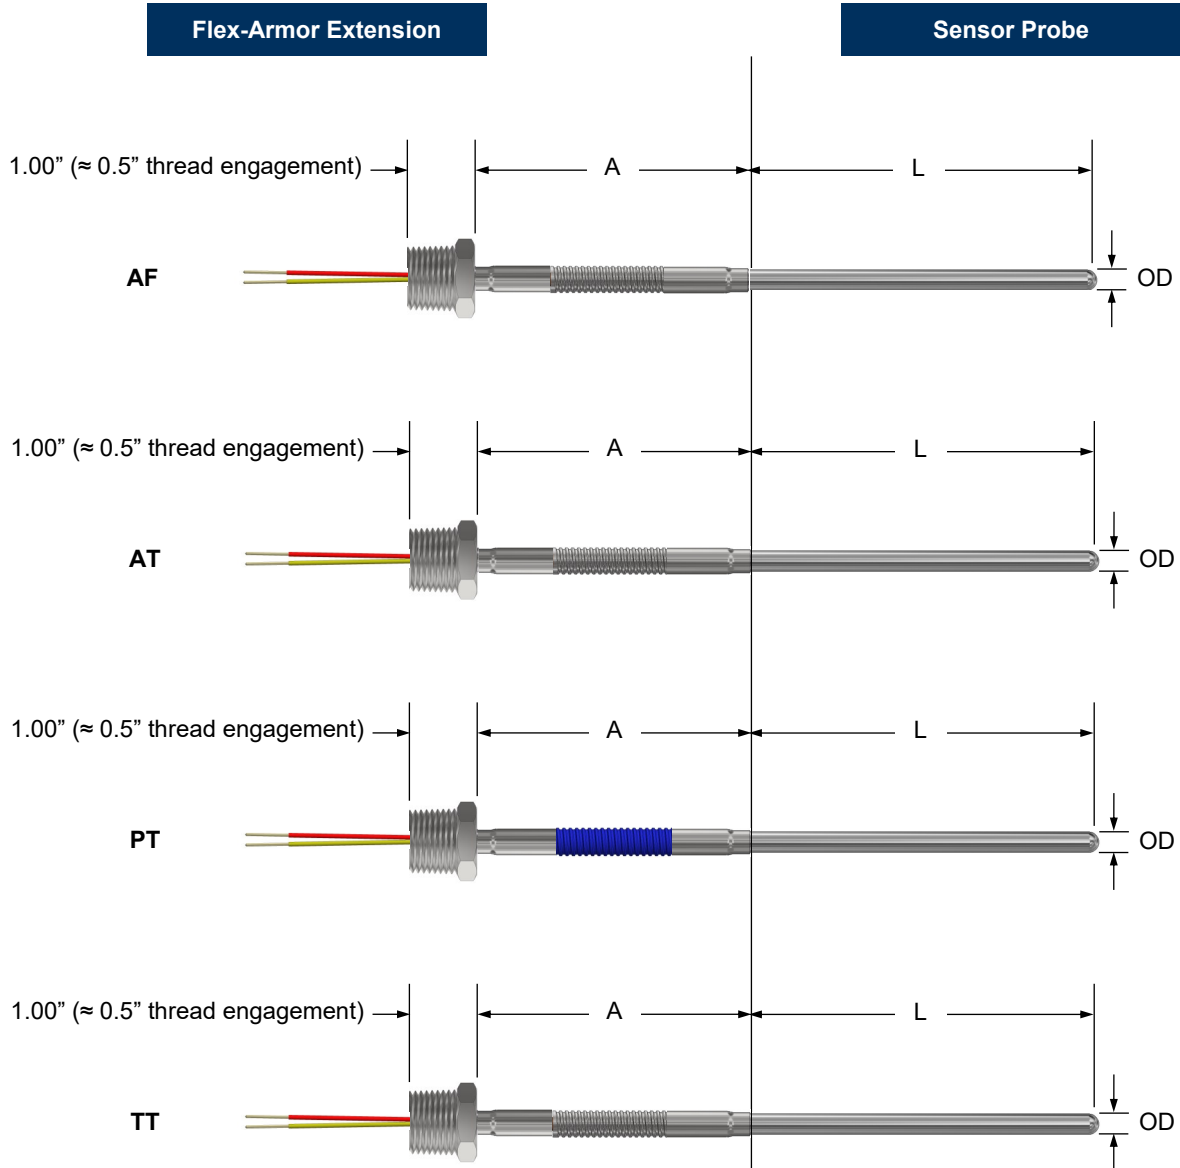 Flex-Armor Extension
Sensor Probe
1.00” (≈ 0.5” thread engagement)
A
L
AF
OD
1.00” (≈ 0.5” thread engagement)
A
L
AT
OD
1.00” (≈ 0.5” thread engagement)
A
L
PT
OD
1.00” (≈ 0.5” thread engagement)
A
L
TT
OD